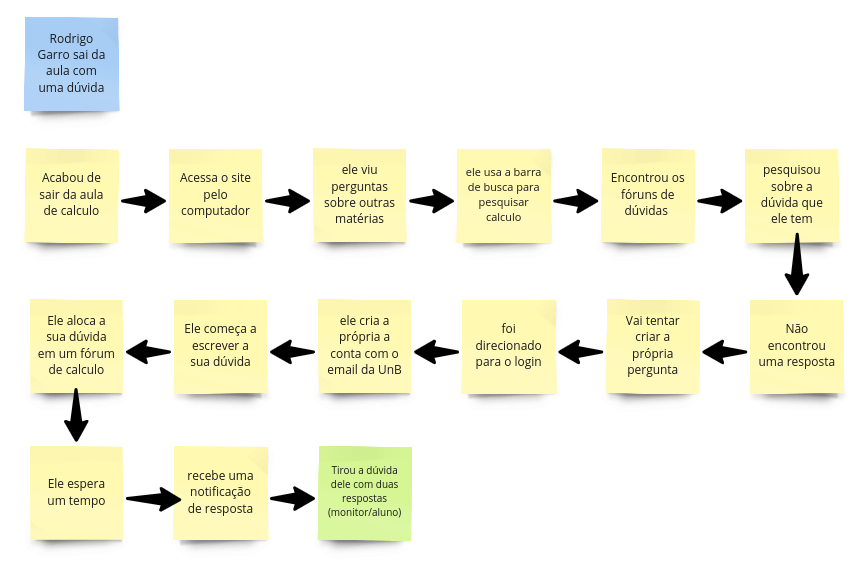 Rodrigo
Garro sai da
aula com
uma dúvida
Acabou de
sair da aula
de calculo
Acessa o site
pelo
computador
ele viu
perguntas
sobre outras
matérias
ele usa a barra
de busca para
pesquisar
calculo
Encontrou os
fóruns de
dúvidas
pesquisou
sobre a
dúvida que
ele tem
Não
encontrou
uma resposta
Vai tentar
criar a
própria
pergunta
foi
direcionado
para o login
ele cria a
própria a
conta com o
email da UnB
Ele começa a
escrever a
sua dúvida
Ele aloca a
sua dúvida
em um fórum
de calculo
Ele espera
um tempo
recebe uma
notificação
de resposta
Tirou a dúvida
dele com duas
respostas
(monitor/aluno)